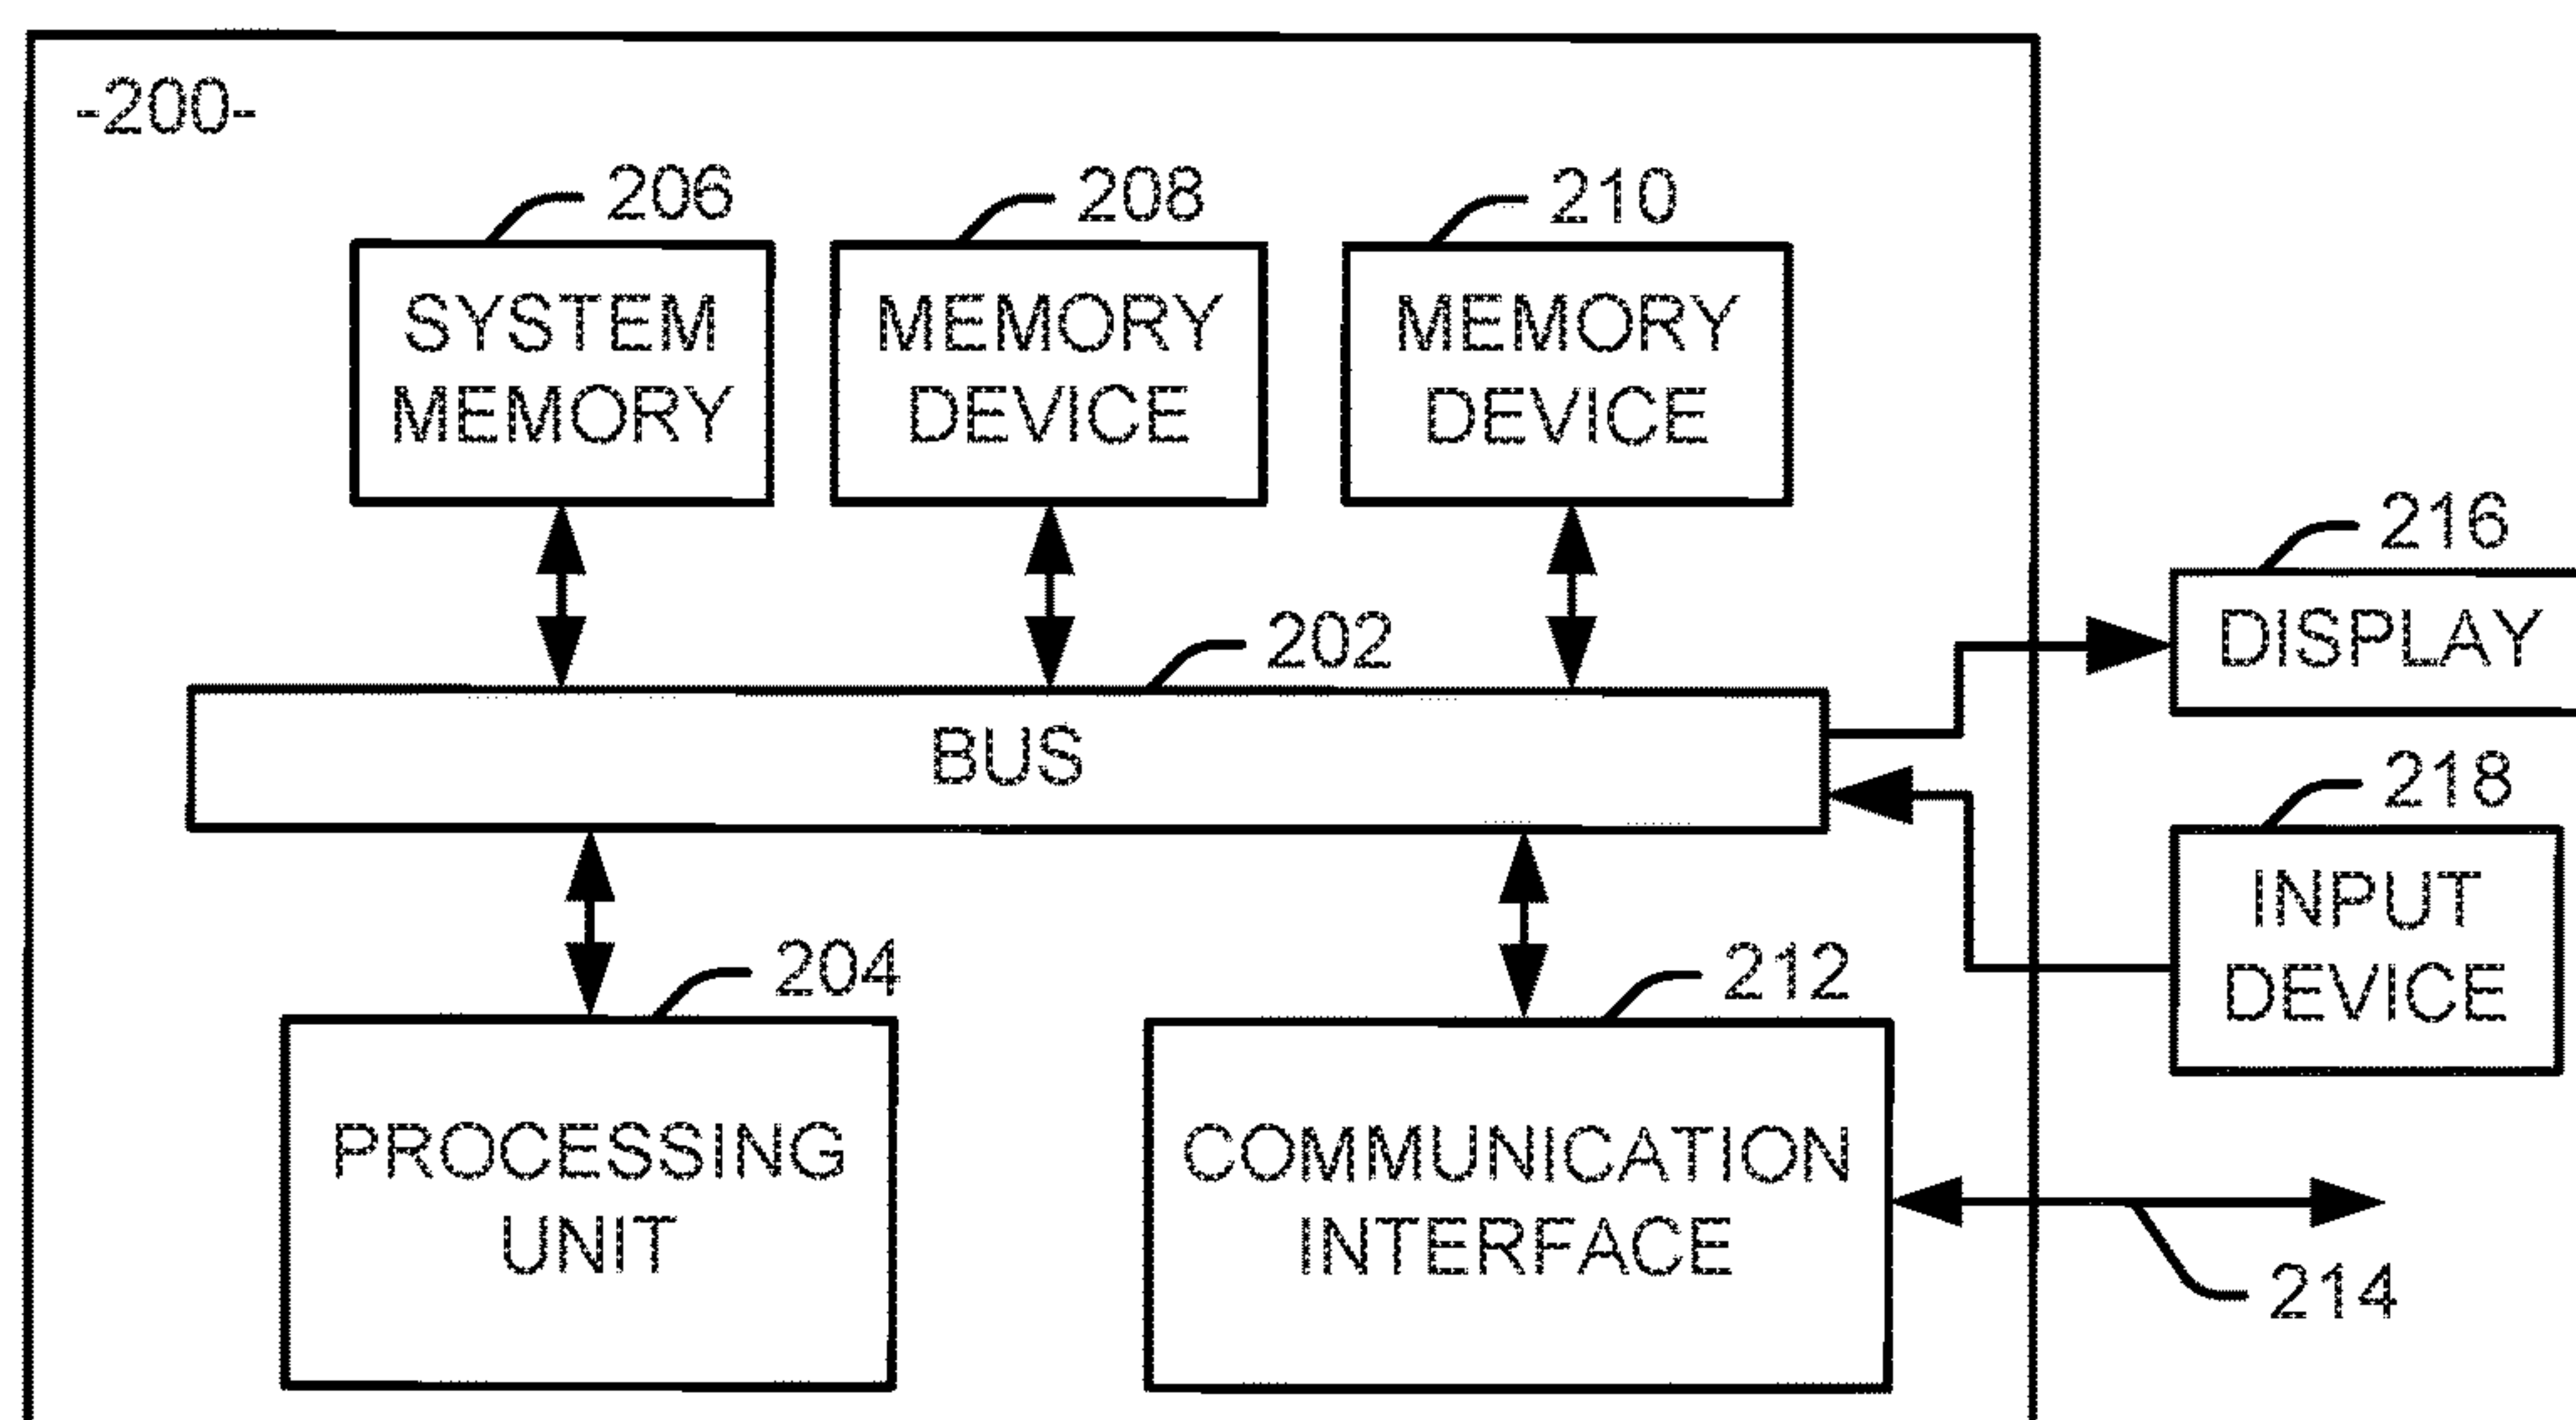 -200-
206
208
210
SYSTEM
MEMORY
MEMORY
DEVICE
MEMORY
DEVICE
216
DISPLAY
202
BUS
218
INPUT
DEVICE
204
212
PROCESSING
UNIT
COMMUNICATION
INTERFACE
214